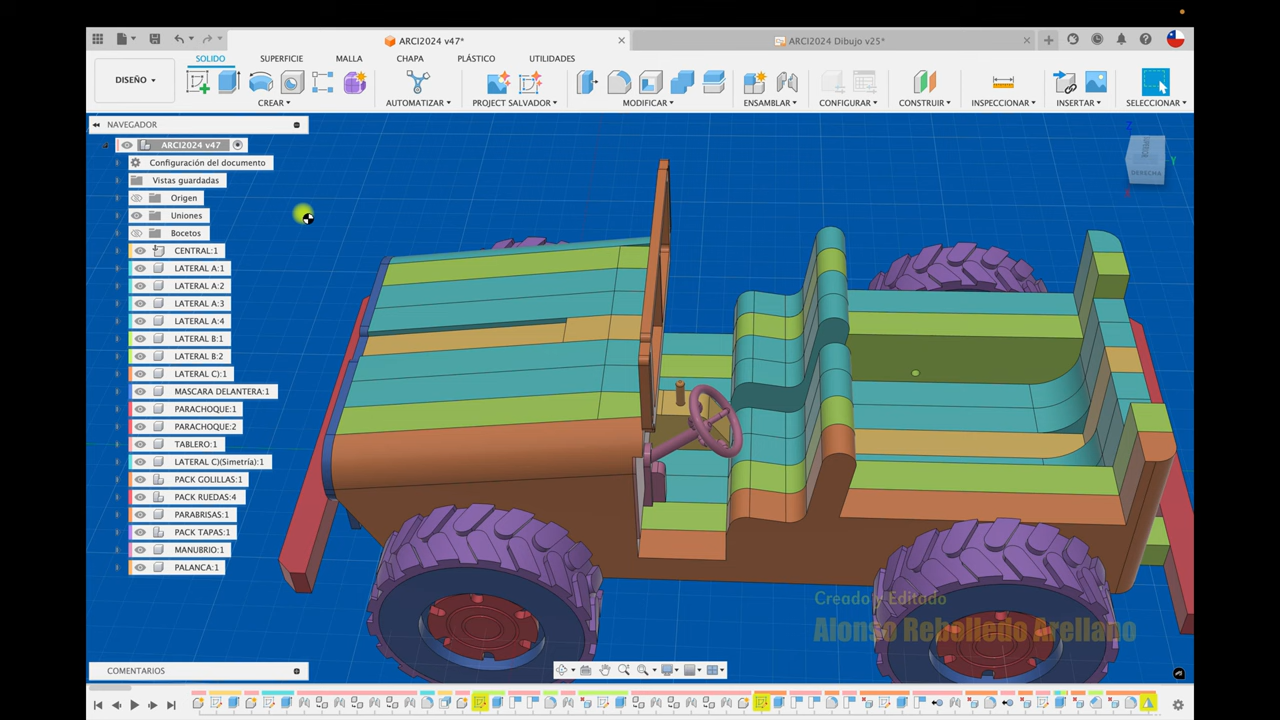 ARCI2024 v47*
ARCI2024 Dibujo v25*
DISEÑO
SOLIDO
SUPERFICIE
MALLA
CHAPA
PLÁSTICO
UTILIDADES
CREAR
AUTOMATIZAR
PROJECT SALVADOR
MODIFICAR
ENSAMBLAR
CONFIGURAR
CONSTRUIR
INSPECCIONAR
INSERTAR
SELECCIONAR
NAVEGADOR
ARCI2024 v47
Configuración del documento
Vistas guardadas
Origen
Uniones
Bocetos
CENTRAL:1
LATERAL A:1
LATERAL A:2
LATERAL A:3
LATERAL A:4
LATERAL B:1
LATERAL B:2
LATERAL C):1
MASCARA DELANTERA:1
PARACHOQUE:1
PARACHOQUE:2
TABLERO:1
LATERAL C)(Simetría):1
PACK GOLILLAS:1
PACK RUEDAS:4
PARABRISAS:1
PACK TAPAS:1
MANUBRIO:1
PALANCA:1
Z
Y
DERECHA
Creado y Editado
Alonso Rebolledo Arellano
COMENTARIOS